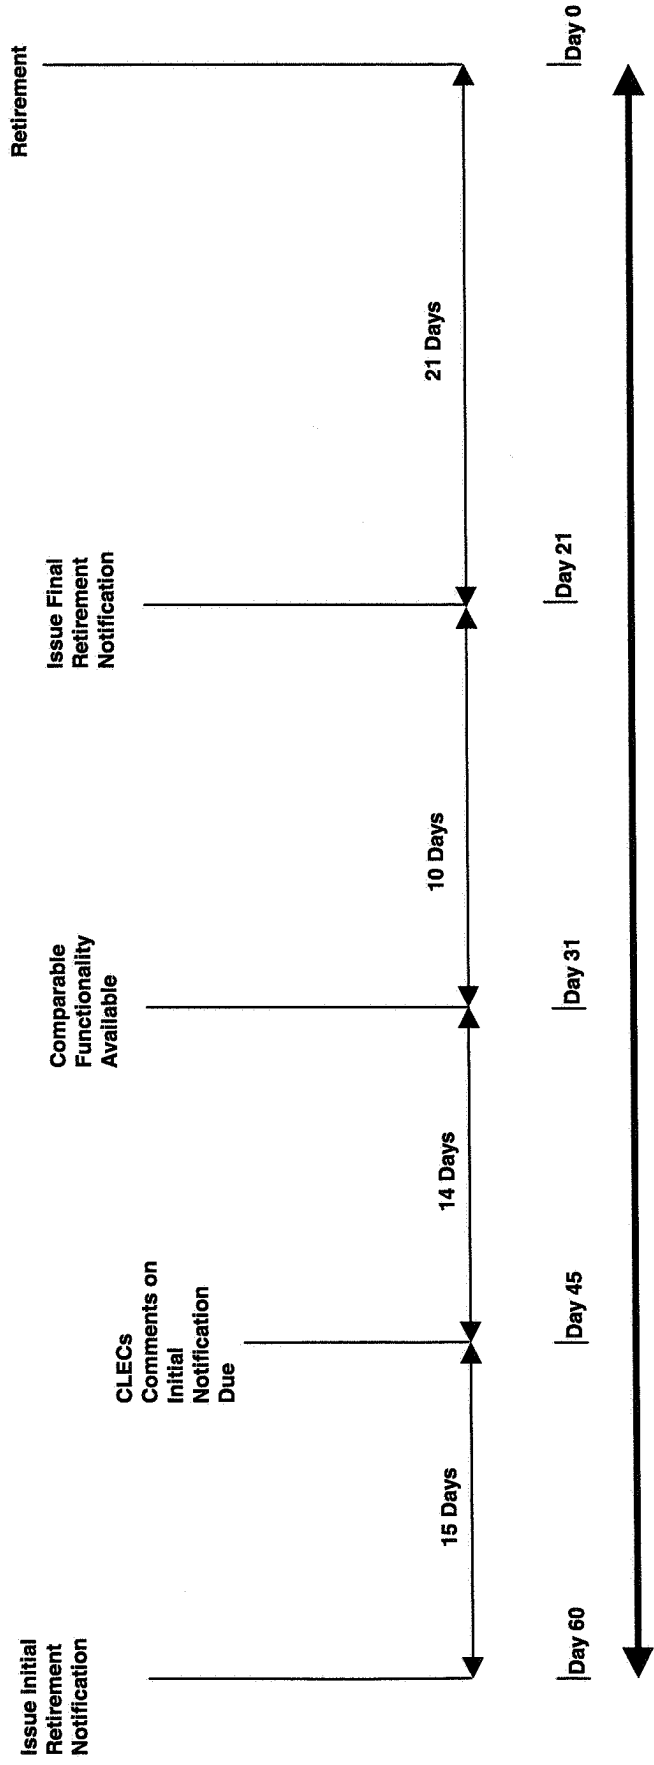 Issue Initial
Retirement
Notification
CLECs
Comments on
Initial
Notification
Due
Comparable
Functionality
Available
Issue Final
Retirement
Notification
Retirement
15 Days
14 Days
10 Days
21 Days
Day 60
Day 45
Day 31
Day 21
Day 0